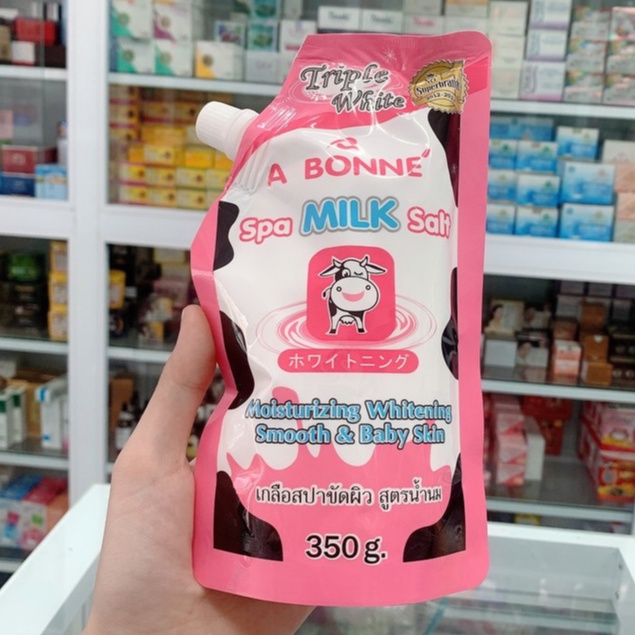 Triple
White
Superbrands
A BONNE'
Spa MILK Salt
ホワイトニング
Moisturizing Whitening
Smooth & Baby Skin
เกลือสปาขัดผิว สูตรน้ำนม
350 g.